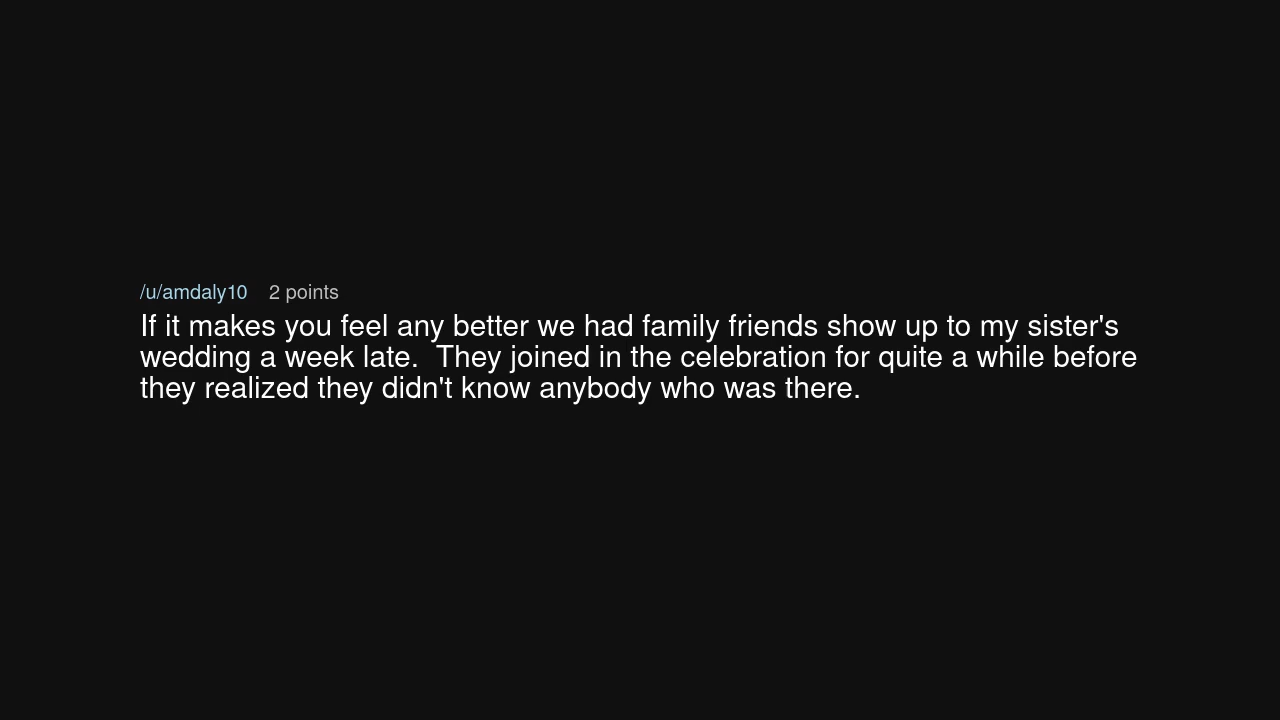 /u/amdaly10 2 points
If it makes you feel any better we had family friends show up to my sister's
wedding a week late.  They joined in the celebration for quite a while before
they realized they didn't know anybody who was there.